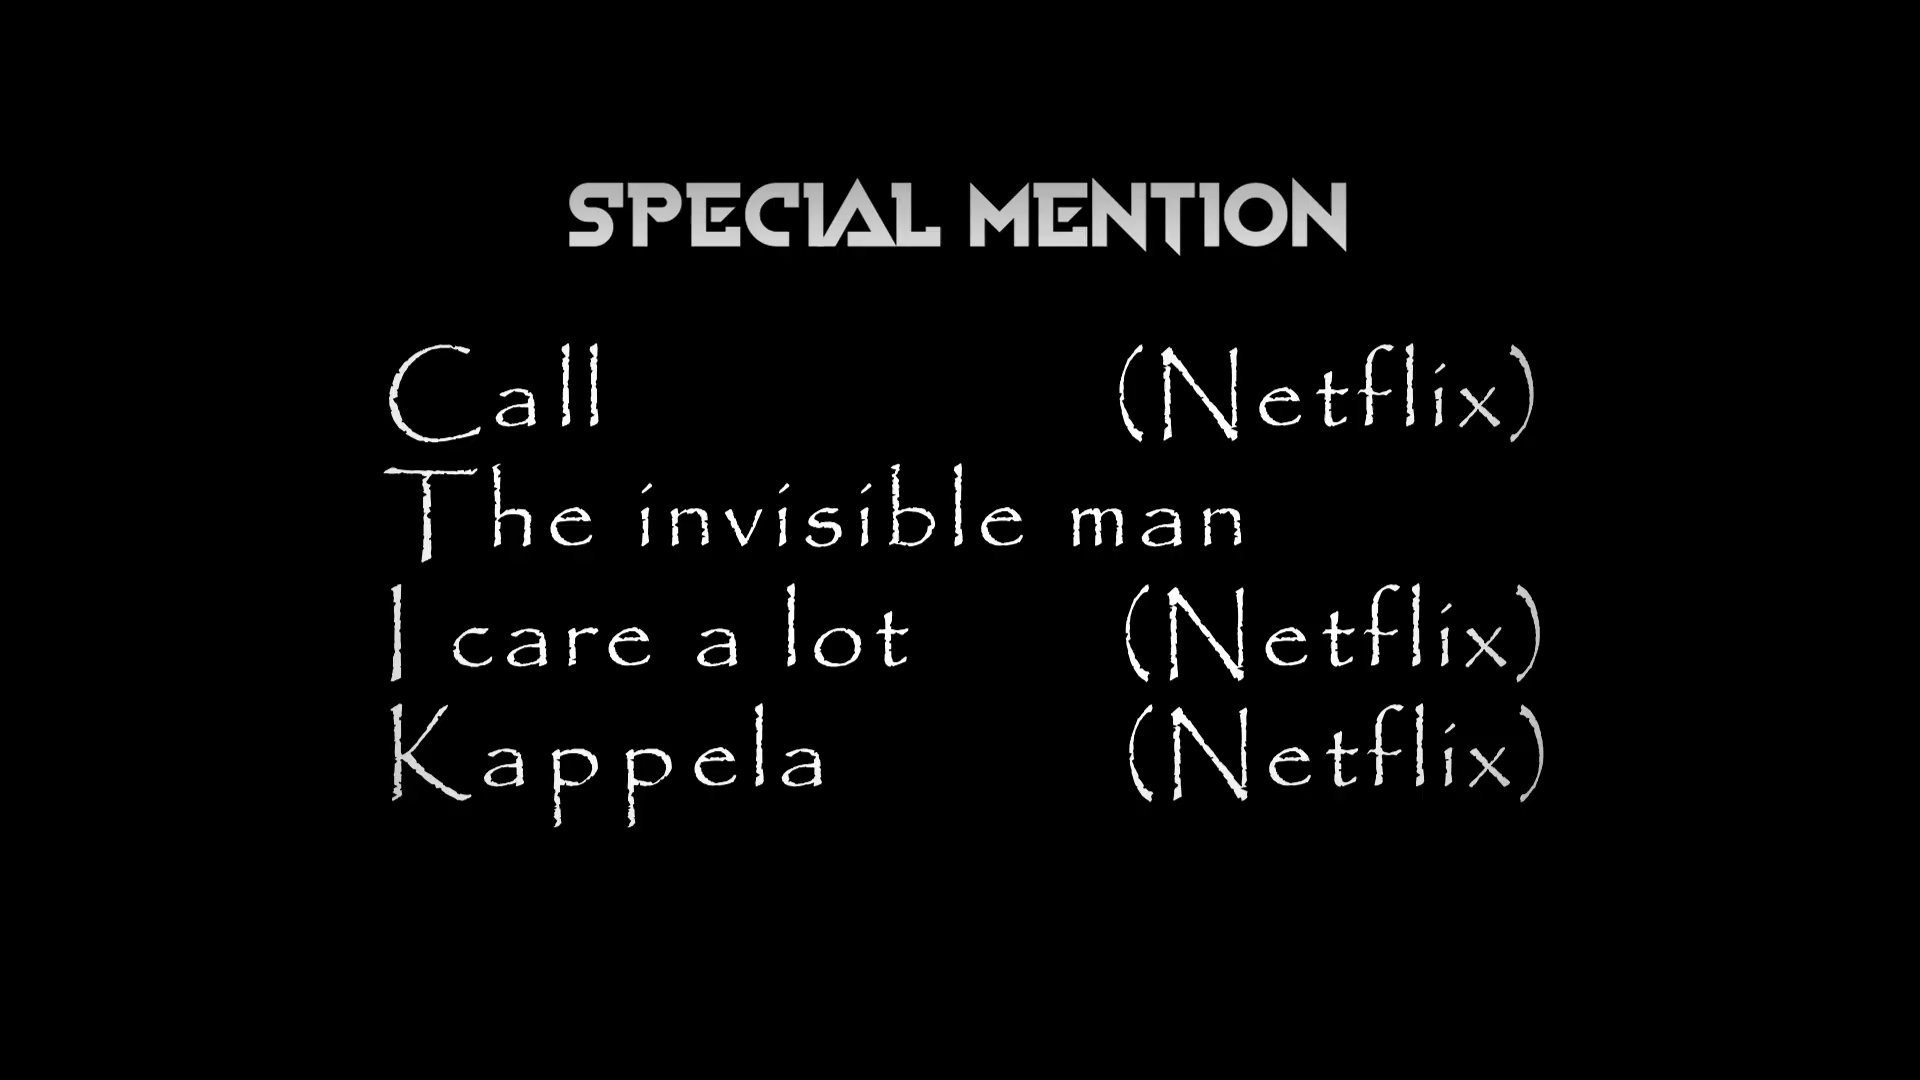 SPECIAL MENTION
Call (Netflix)
The invisible man
I care a lot (Netflix)
Kappela (Netflix)